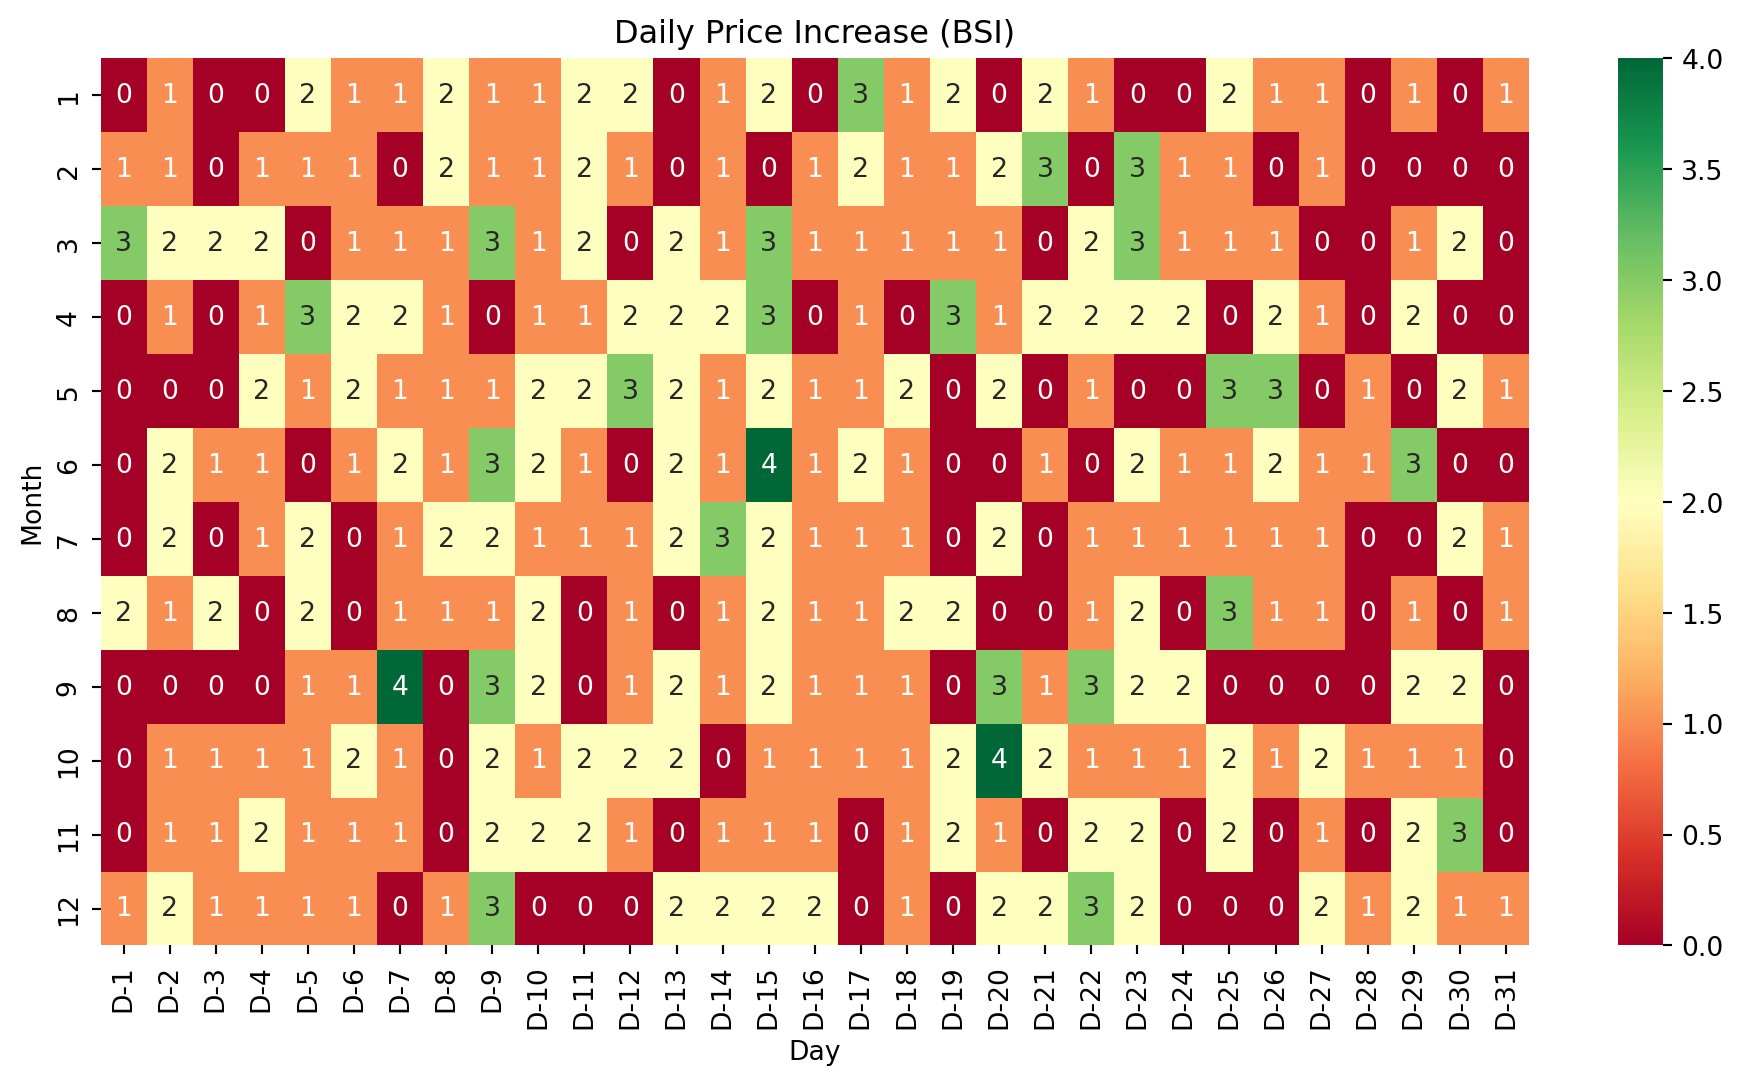 Daily Price Increase (BSI)
1 0 1 0 0 2 1 1 2 1 1 2 2 0 1 2 0 3 1 2 0 2 1 0 0 2 1 1 0 1 0 1
2 1 1 0 1 1 1 0 2 1 1 2 1 0 1 0 1 2 1 1 2 3 0 3 1 1 0 1 0 0 0 0
3 3 2 2 2 0 1 1 1 3 1 2 0 2 1 3 1 1 1 1 1 0 2 3 1 1 1 0 0 1 2 0
4 0 1 0 1 3 2 2 1 0 1 1 2 2 2 3 0 1 0 3 1 2 2 2 2 0 2 1 0 2 0 0
5 0 0 0 2 1 2 1 1 1 2 2 3 2 1 2 1 1 2 0 2 0 1 0 0 3 3 0 1 0 2 1
6 0 2 1 1 0 1 2 1 3 2 1 0 2 1 4 1 2 1 0 0 1 0 2 1 1 2 1 1 3 0 0
7 0 2 0 1 2 0 1 2 2 1 1 1 2 3 2 1 1 1 0 2 0 1 1 1 1 1 1 0 0 2 1
8 2 1 2 0 2 0 1 1 1 2 0 1 0 1 2 1 1 2 2 0 0 1 2 0 3 1 1 0 1 0 1
9 0 0 0 0 1 1 4 0 3 2 0 1 2 1 2 1 1 1 0 3 1 3 2 2 0 0 0 0 2 2 0
10 0 1 1 1 1 2 1 0 2 1 2 2 2 0 1 1 1 1 2 4 2 1 1 1 2 1 2 1 1 1 0
11 0 1 1 2 1 1 1 0 2 2 2 1 0 1 1 1 0 1 2 1 0 2 2 0 2 0 1 0 2 3 0
12 1 2 1 1 1 1 0 1 3 0 0 0 2 2 2 2 0 1 0 2 2 3 2 0 0 0 2 1 2 1 1
Month
D-1 D-2 D-3 D-4 D-5 D-6 D-7 D-8 D-9 D-10 D-11 D-12 D-13 D-14 D-15 D-16 D-17 D-18 D-19 D-20 D-21 D-22 D-23 D-24 D-25 D-26 D-27 D-28 D-29 D-30 D-31
Day
4.0
3.5
3.0
2.5
2.0
1.5
1.0
0.5
0.0